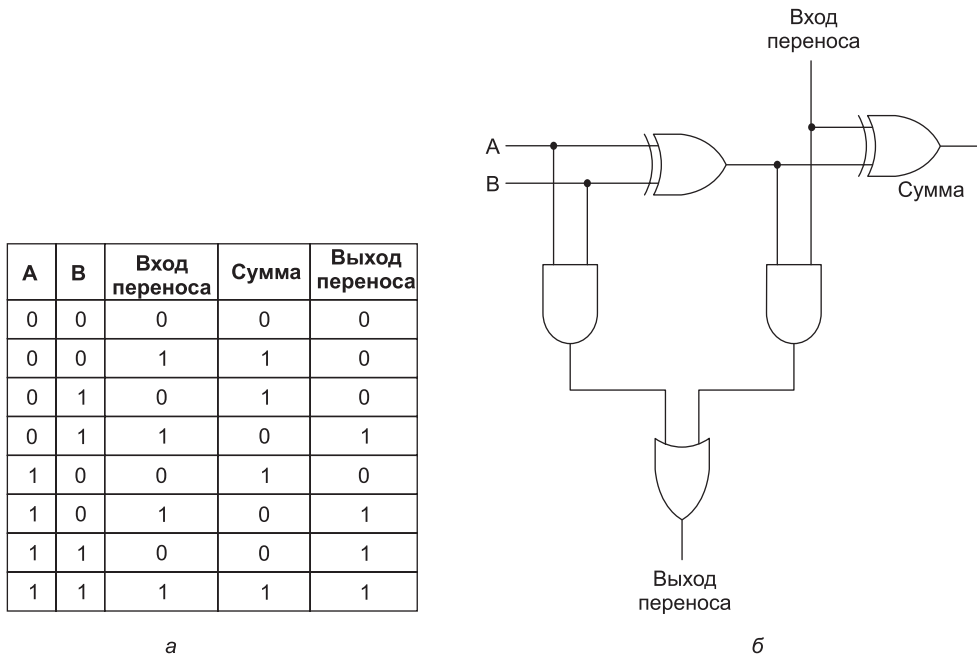 Вход
переноса
A
B
Сумма
A B Вход переноса Сумма Выход переноса
0 0 0 0 0
0 0 1 1 0
0 1 0 1 0
0 1 1 0 1
1 0 0 1 0
1 0 1 0 1
1 1 0 0 1
1 1 1 1 1
Выход
переноса
а
б